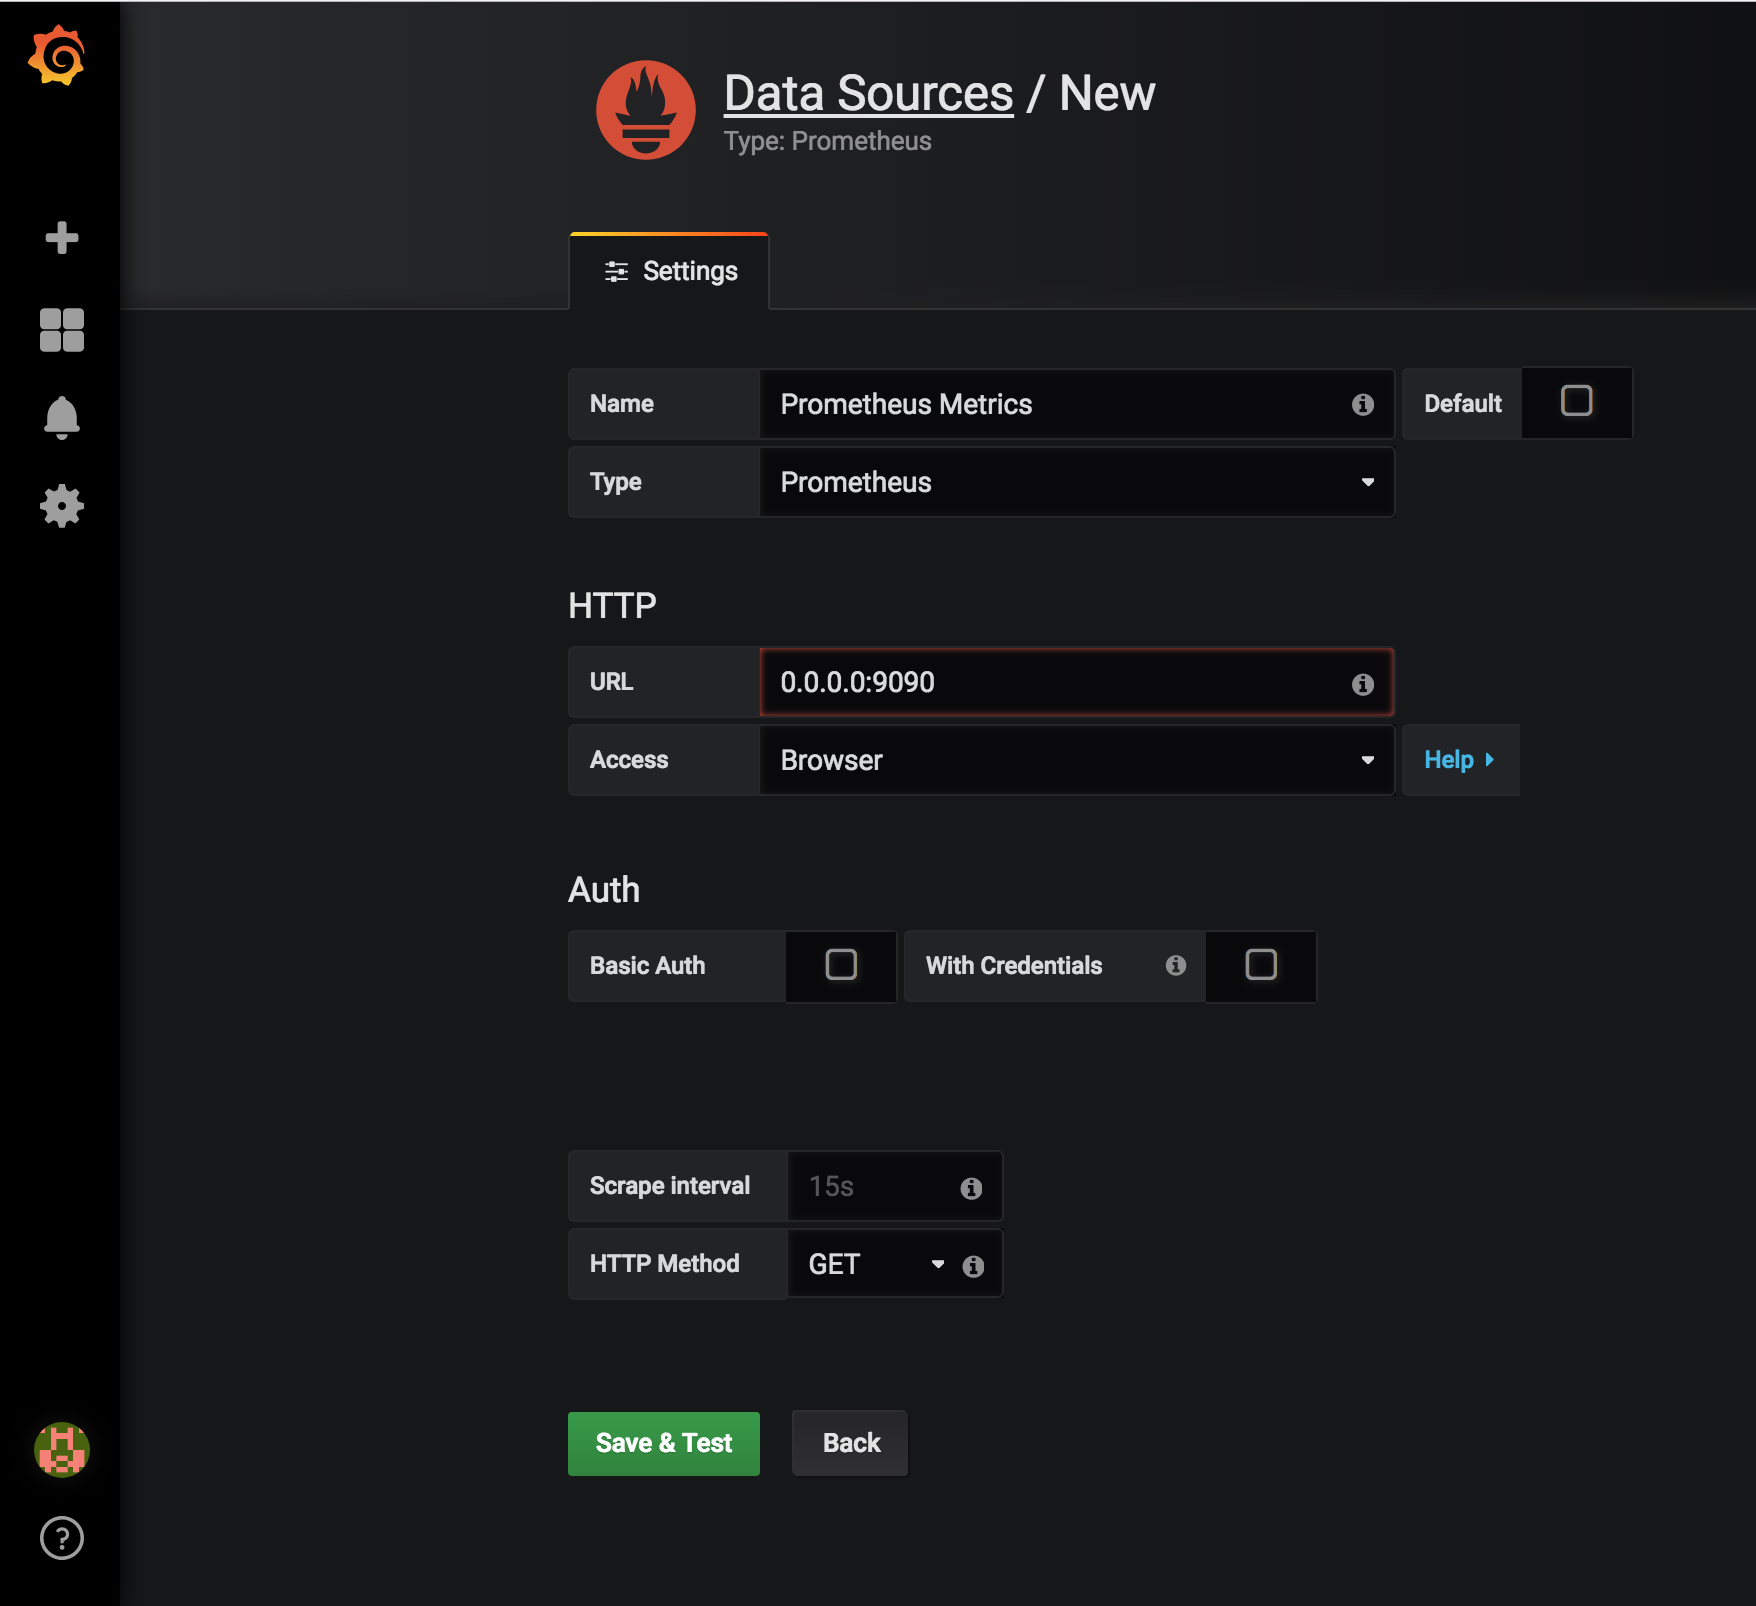 Data Sources / New
Type: Prometheus
Settings
Name Prometheus Metrics Default
Type Prometheus
HTTP
URL 0.0.0.0:9090
Access Browser Help
Auth
Basic Auth With Credentials
Scrape interval 15s
HTTP Method GET
Save & Test Back